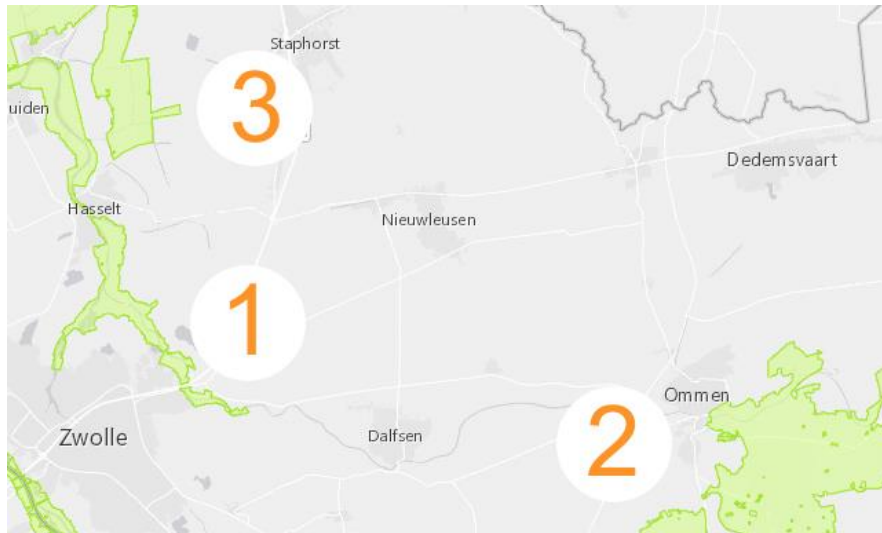 Staphorst
3
uiden
Dedemsvaart
Hasselt
Nieuwleusen
1
Ommen
Zwolle
Dalfsen
2